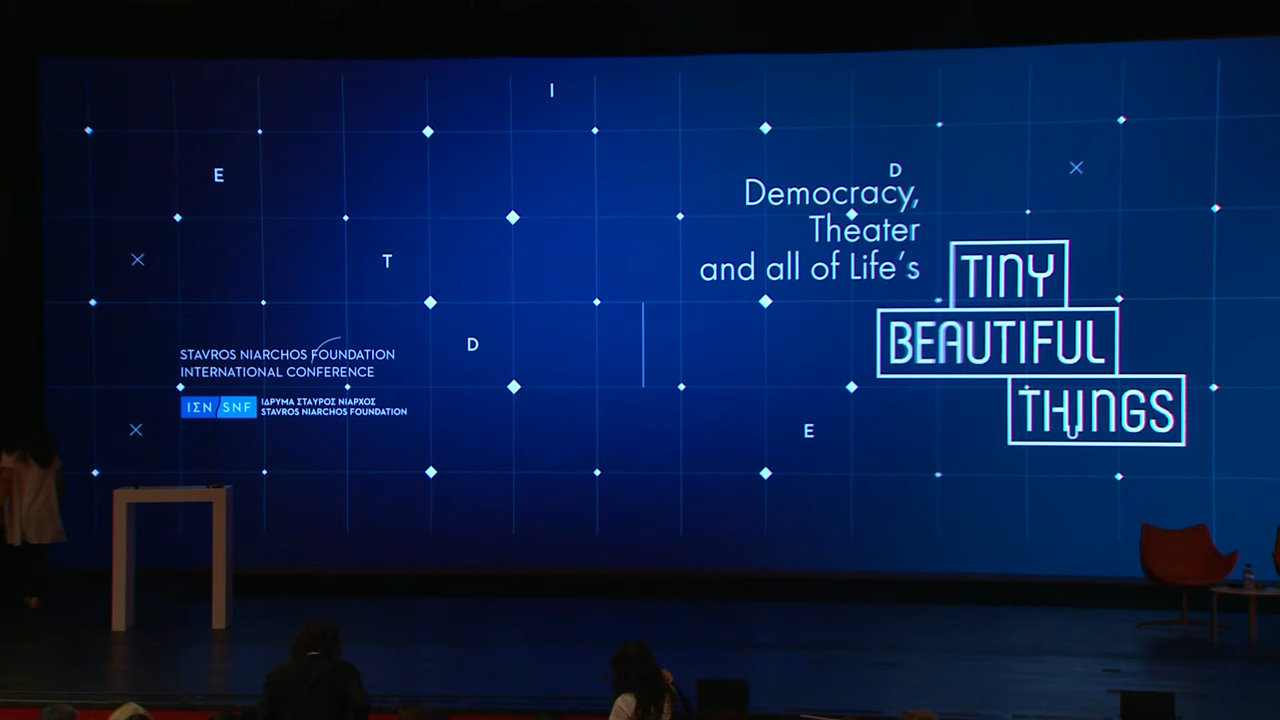 I
E
D
Democracy,
Theater
and all of Life's
T
TINY
BEAUTIFUL
THINGS
D
STAVROS NIARCHOS FOUNDATION
INTERNATIONAL CONFERENCE
ΙΣΝ/SNF
ΙΔΡΥΜΑ ΣΤΑΥΡΟΣ ΝΙΑΡΧΟΣ
STAVROS NIARCHOS FOUNDATION
E